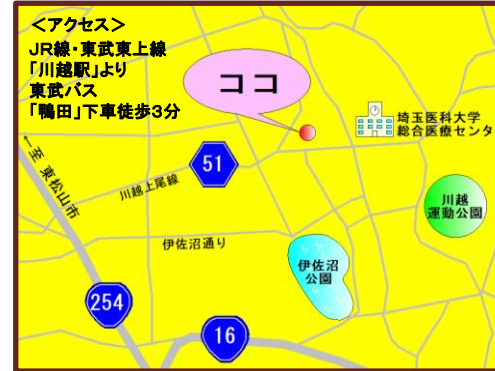 ＜アクセス＞
JR線・東武東上線
「川越駅」より
東武バス
「鴨田」下車徒歩3分
ココ
埼玉医科大学
総合医療センタ
51
←至 東松山市
川越上尾線
川越
運動公園
伊佐沼通り
伊佐沼
公園
254
16